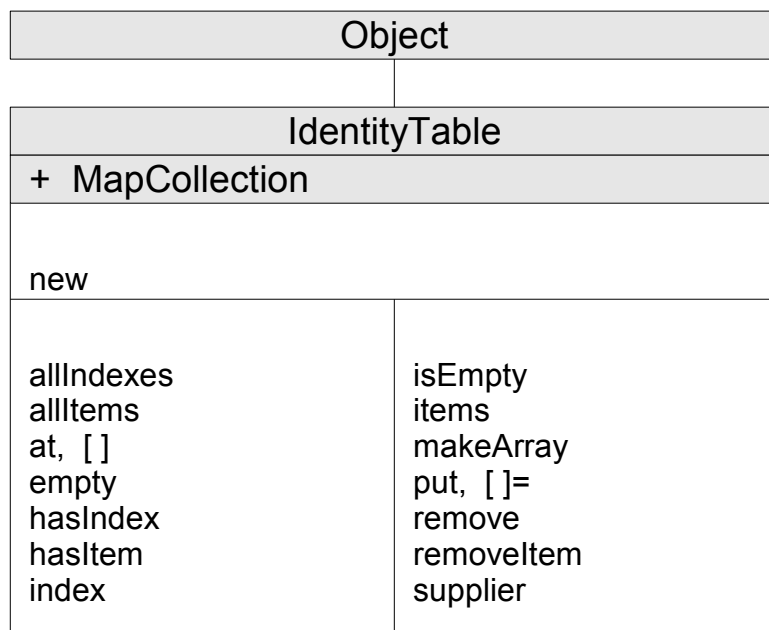 Object
IdentityTable
+ MapCollection
new
allIndexes
allItems
at, [ ]
empty
hasIndex
hasItem
index
isEmpty
items
makeArray
put, [ ]=
remove
removeItem
supplier